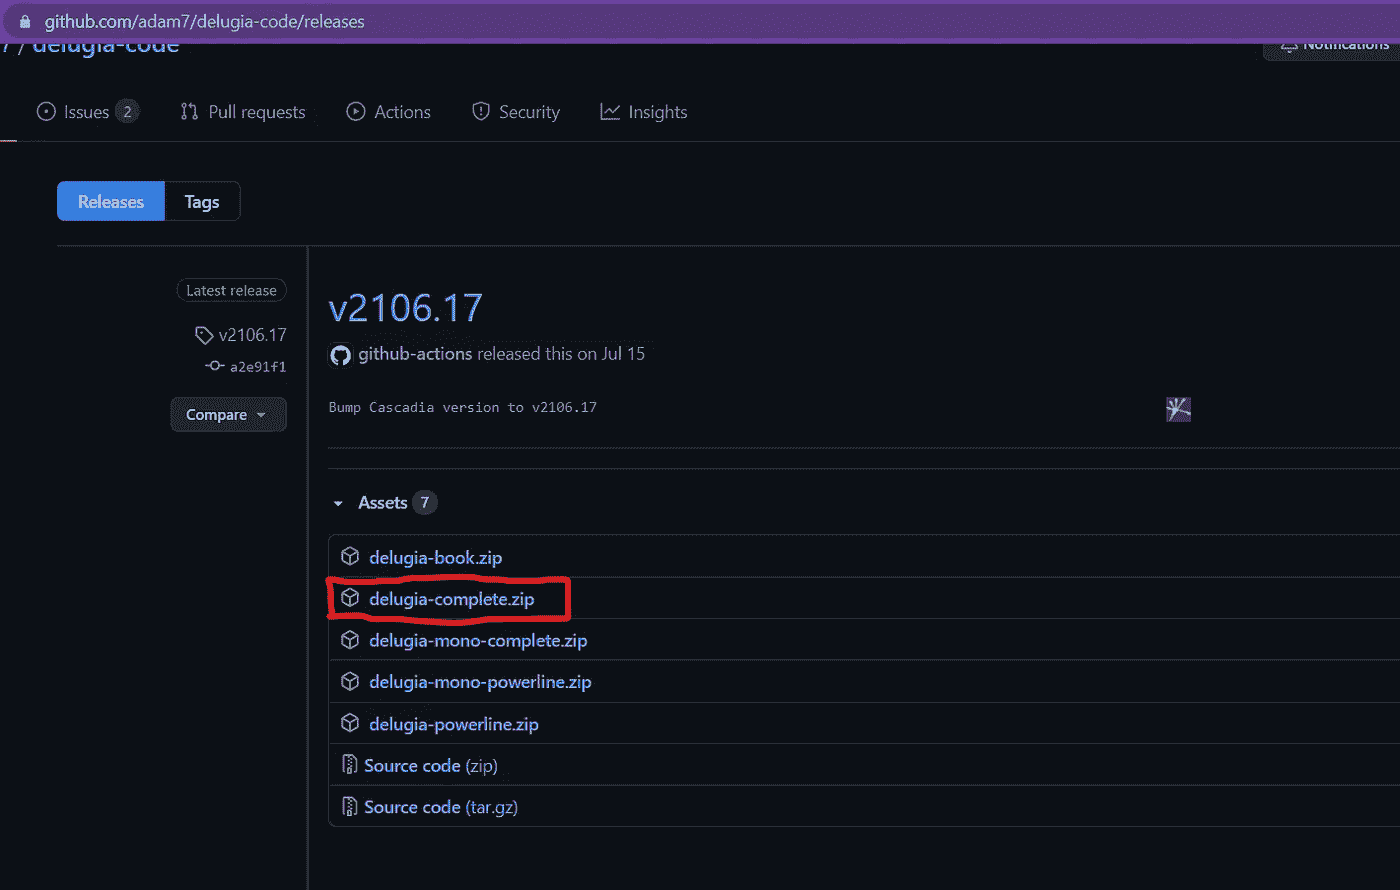 github.com/adam7/delugia-code/releases
7 / delugia-code
Notifications
Issues 2
Pull requests
Actions
Security
Insights
Releases
Tags
Latest release
v2106.17
a2e91f1
Compare
v2106.17
github-actions released this on Jul 15
Bump Cascadia version to v2106.17
Assets 7
delugia-book.zip
delugia-complete.zip
delugia-mono-complete.zip
delugia-mono-powerline.zip
delugia-powerline.zip
Source code (zip)
Source code (tar.gz)